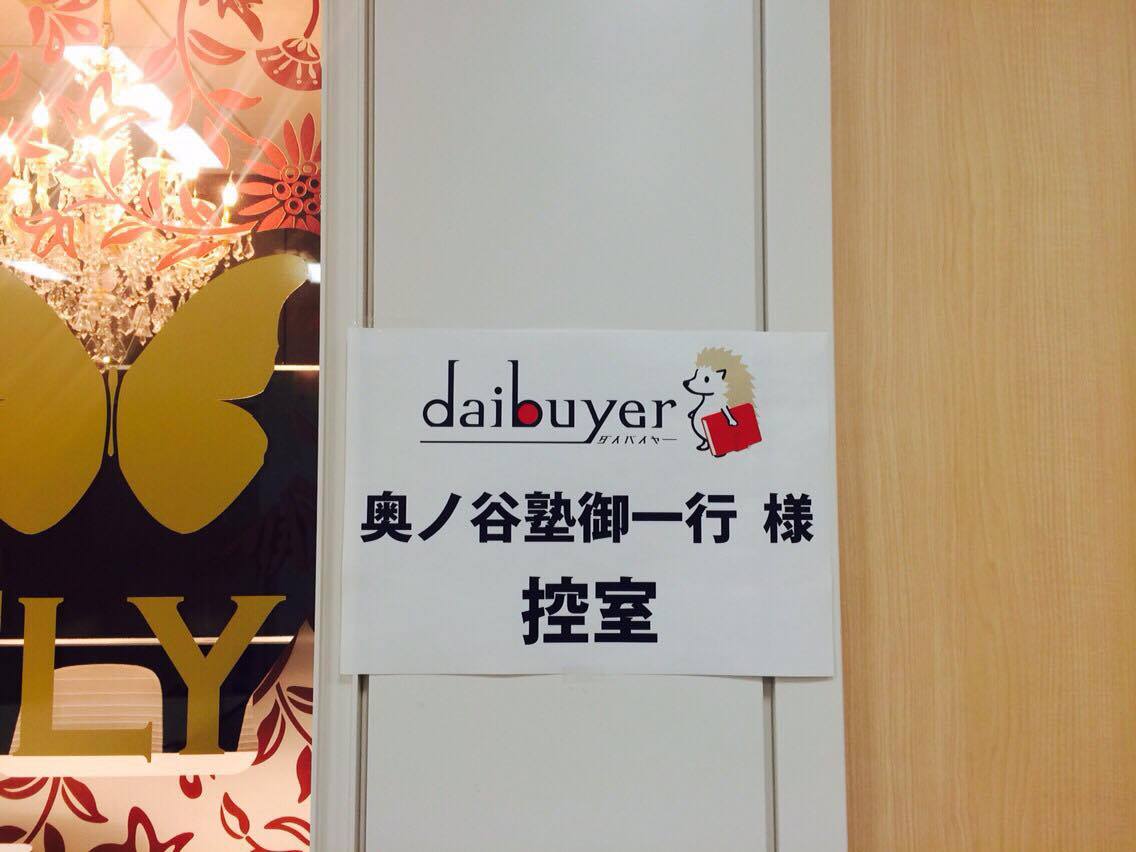 daibuyer
ダイバイヤー
奥ノ谷塾御一行 様
控室
LY